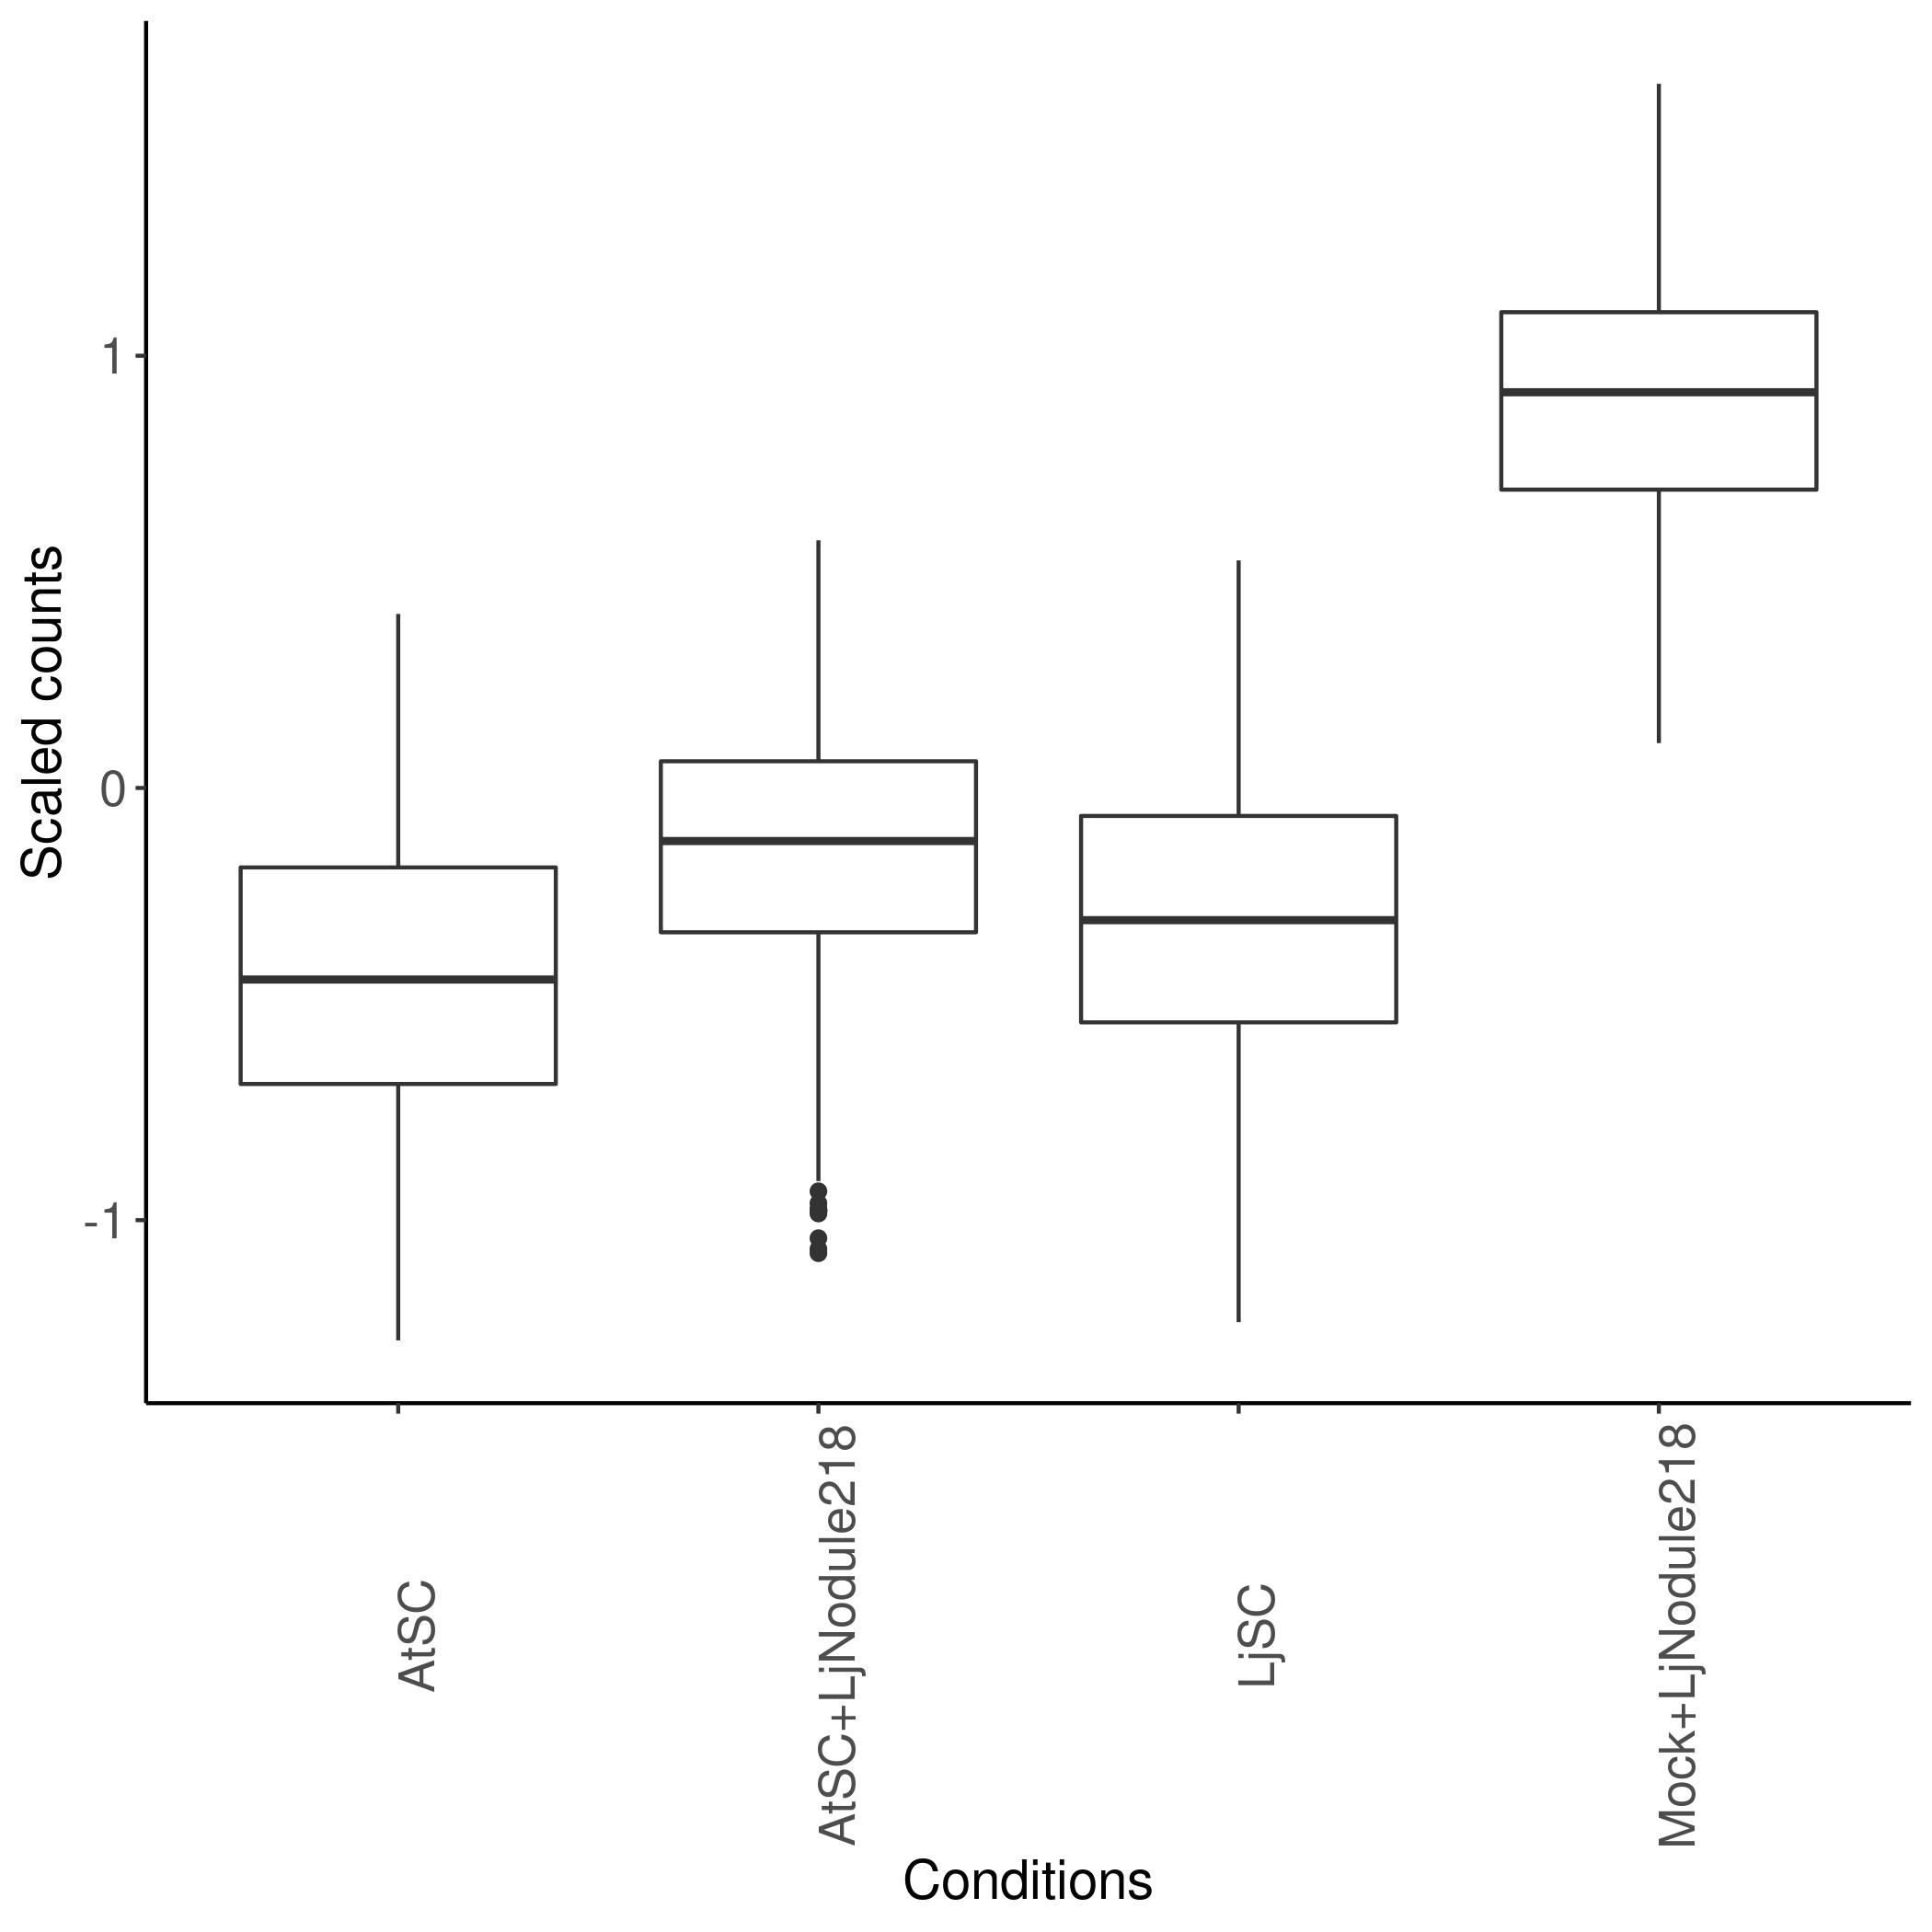 Scaled counts
1
0
-1
AtSC
AtSC+LjNodule218
LjSC
Mock+LjNodule218
Conditions